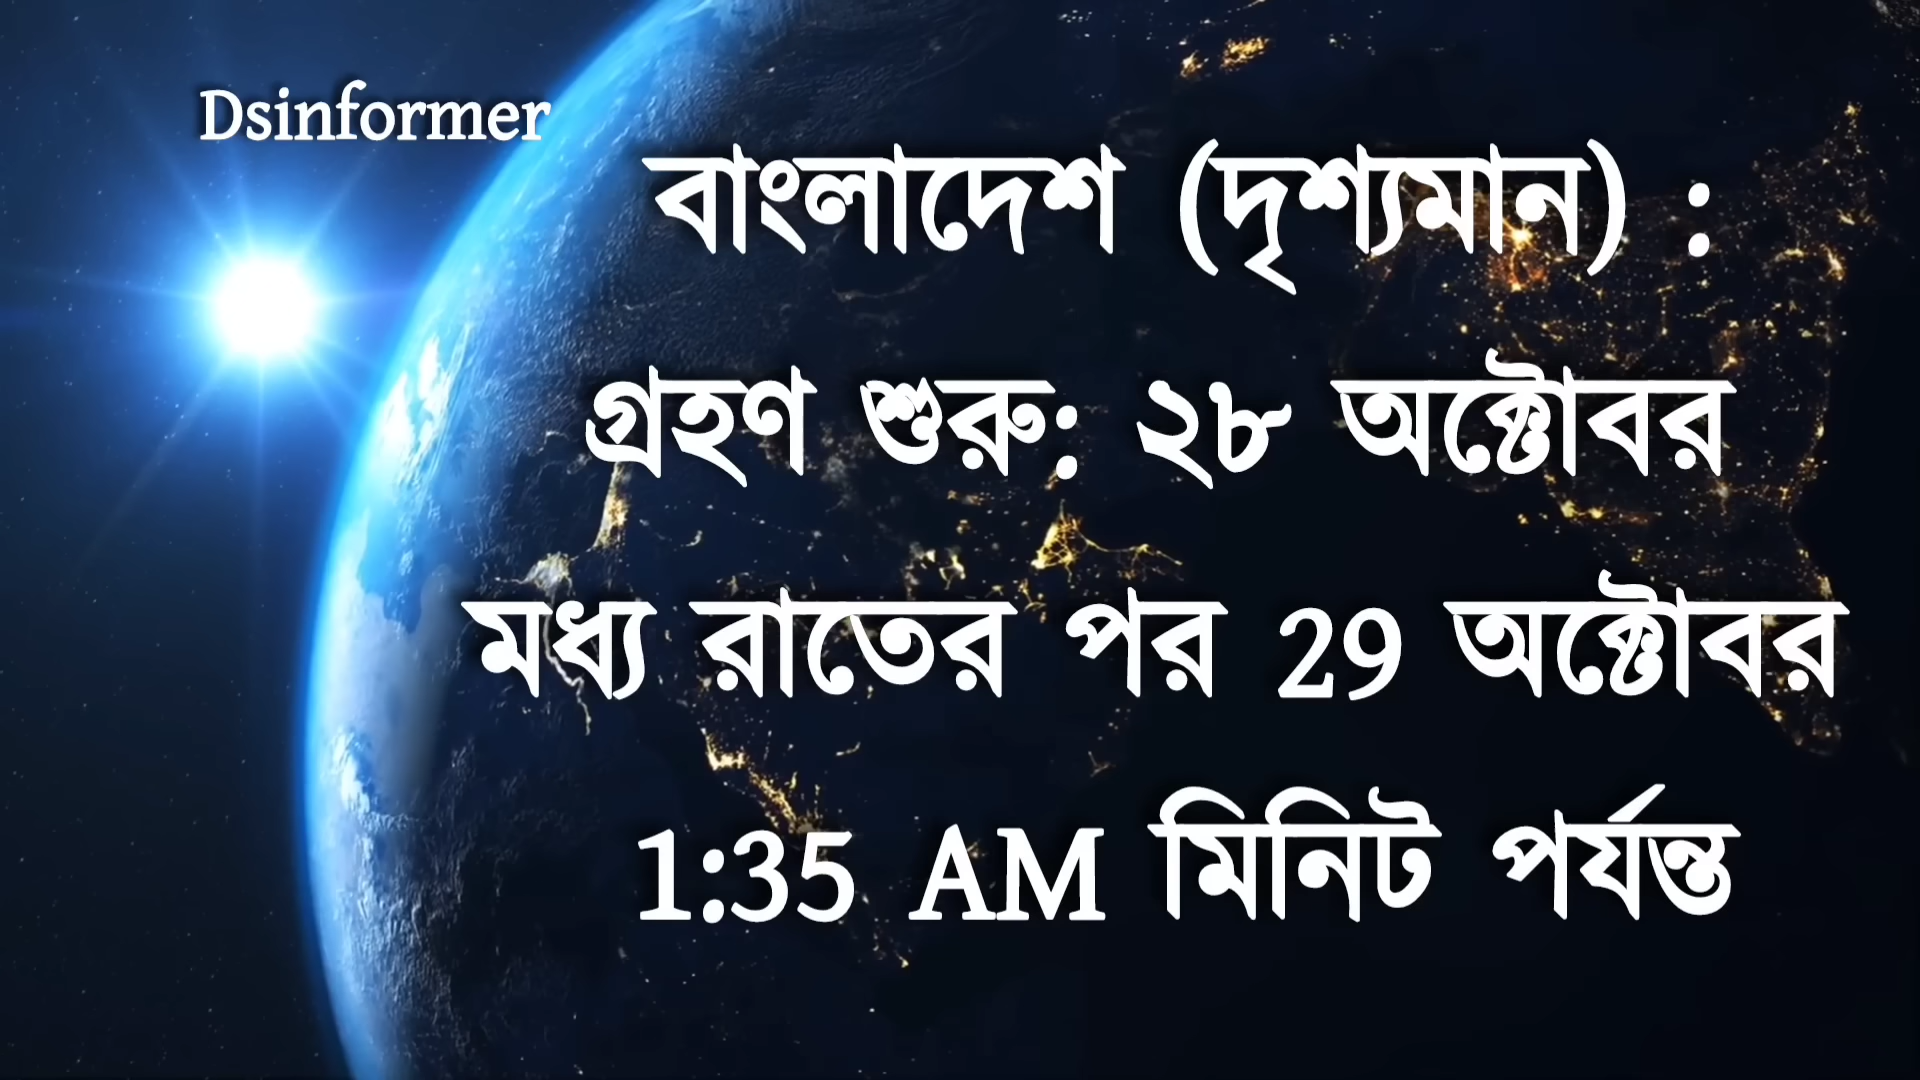 Dsinformer
বাংলাদেশ (দৃশ্যমান) :
গ্রহণ শুরু: ২৮ অক্টোবর
মধ্য রাতের পর 29 অক্টোবর
1:35 AM মিনিট পর্যন্ত